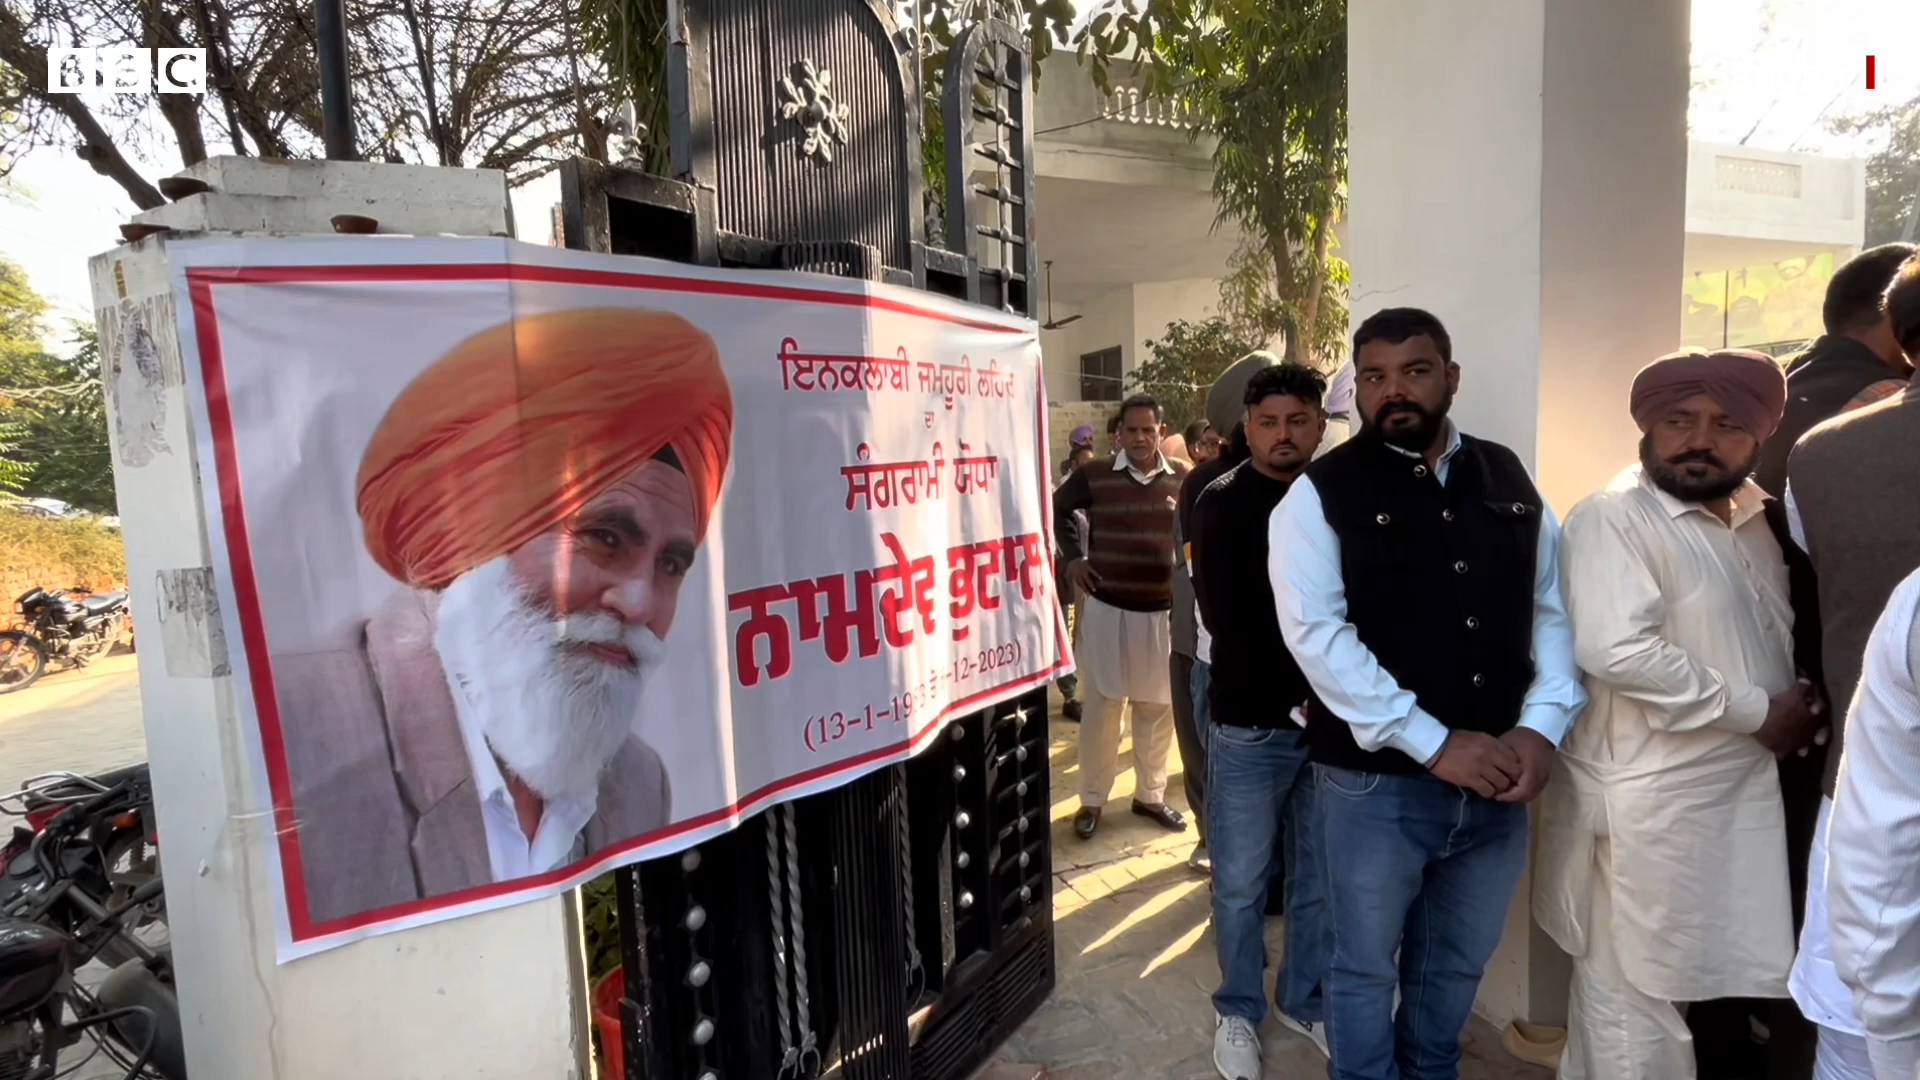 BBC
ਇਨਕਲਾਬੀ ਜਮਹੂਰੀ ਲਹਿਰ
ਦਾ
ਸੰਗਰਾਮੀ ਯੋਧਾ
ਨਾਮਦੇਵ ਭੁਟਾਲ